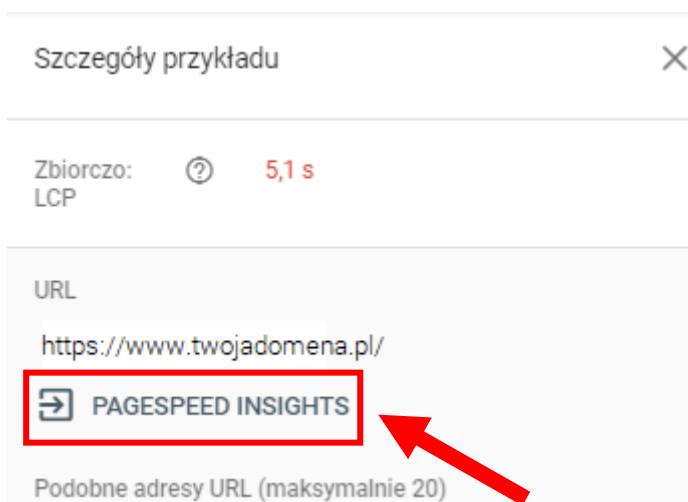 Szczegóły przykładu
Zbiorczo: 5,1 s
LCP
URL
https://www.twojadomena.pl/
PAGESPEED INSIGHTS
Podobne adresy URL (maksymalnie 20)